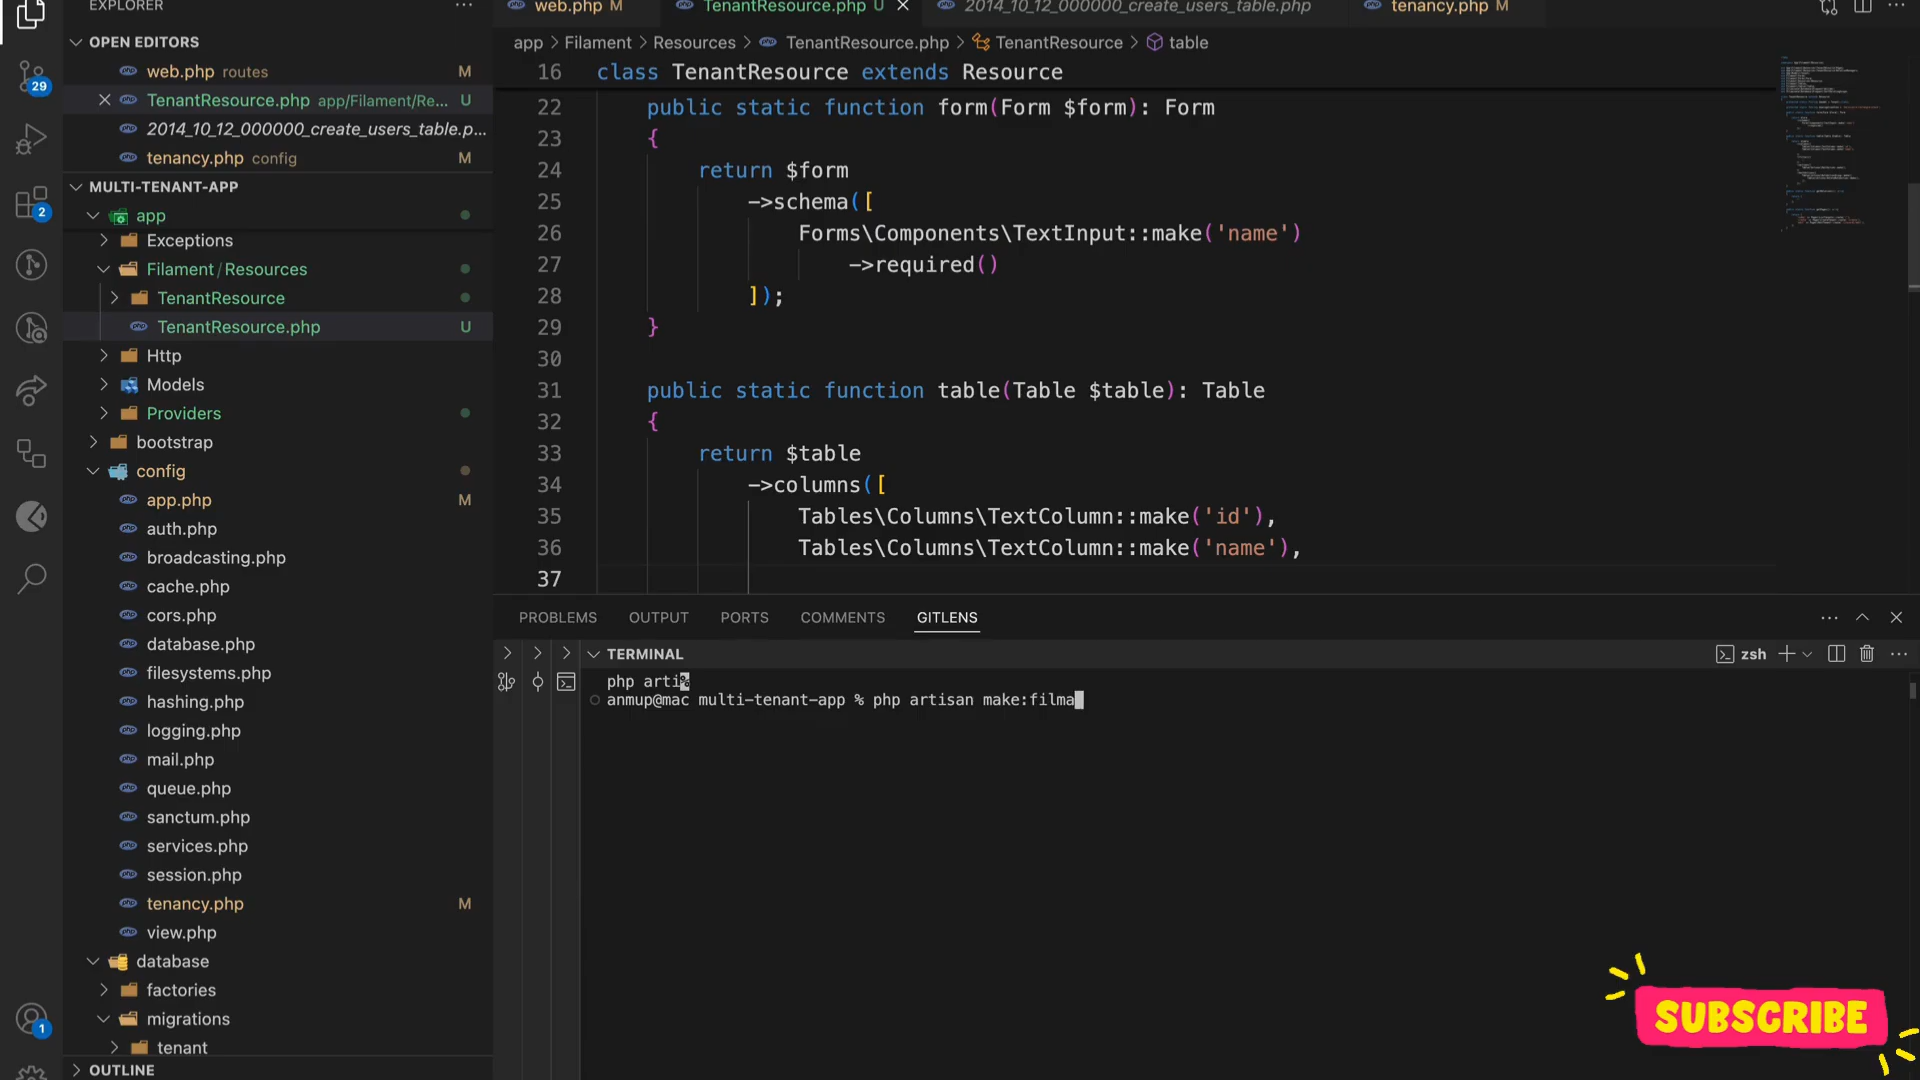 EXPLORER
OPEN EDITORS
web.php routes M
TenantResource.php app/Filament/Re... U
2014_10_12_000000_create_users_table.p...
tenancy.php config M
MULTI-TENANT-APP
app
Exceptions
Filament / Resources
TenantResource
TenantResource.php U
Http
Models
Providers
bootstrap
config
app.php M
auth.php
broadcasting.php
cache.php
cors.php
database.php
filesystems.php
hashing.php
logging.php
mail.php
queue.php
sanctum.php
services.php
session.php
tenancy.php M
view.php
database
factories
migrations
tenant
OUTLINE
29
2
1
web.php M TenantResource.php U 2014_10_12_000000_create_users_table.php tenancy.php M
app > Filament > Resources > TenantResource.php > TenantResource > table
16 class TenantResource extends Resource
22 public static function form(Form $form): Form
23 {
24 return $form
25 ->schema([
26 Forms\Components\TextInput::make('name')
27 ->required()
28 ]);
29 }
30
31 public static function table(Table $table): Table
32 {
33 return $table
34 ->columns([
35 Tables\Columns\TextColumn::make('id'),
36 Tables\Columns\TextColumn::make('name'),
37
PROBLEMS OUTPUT PORTS COMMENTS GITLENS
TERMINAL zsh
php arti%
anmup@mac multi-tenant-app % php artisan make:filma
SUBSCRIBE